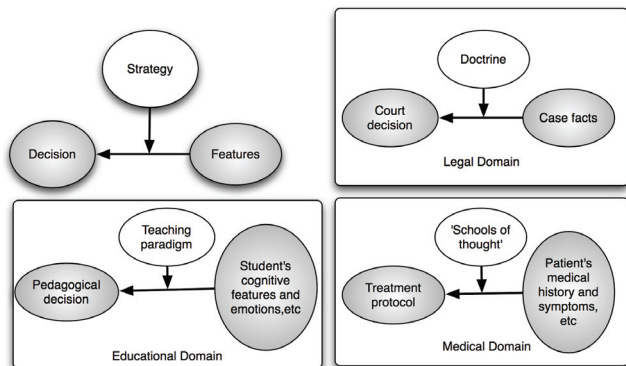 Strategy
Decision
Features
Doctrine
Court
decision
Case facts
Legal Domain
Teaching
paradigm
Pedagogical
decision
Student's
cognitive
features and
emotions,etc
Educational Domain
'Schools of
thought'
Treatment
protocol
Patient's
medical
history and
symptoms,
etc
Medical Domain